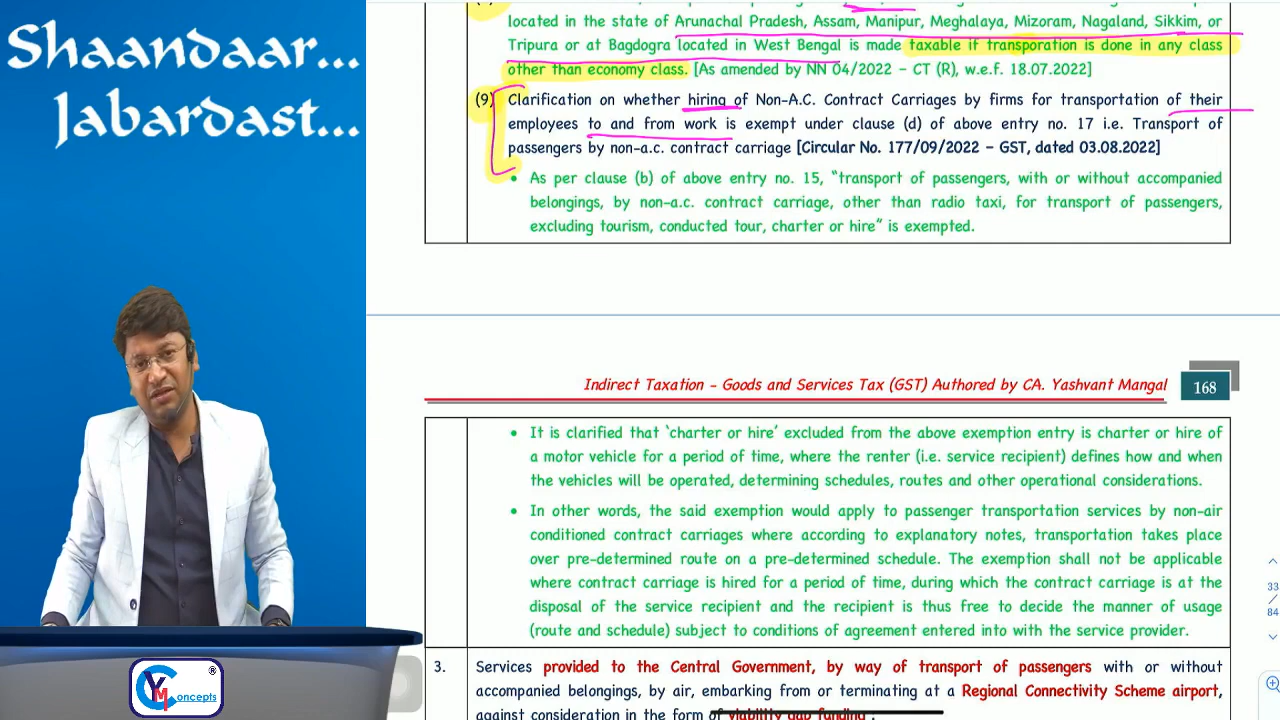 Shaandaar...
Jabardast...
located in the state of Arunachal Pradesh, Assam, Manipur, Meghalaya, Mizoram, Nagaland, Sikkim, or
Tripura or at Bagdogra located in West Bengal is made taxable if transporation is done in any class
other than economy class. [As amended by NN 04/2022 – CT (R), w.e.f. 18.07.2022]
(9) Clarification on whether hiring of Non-A.C. Contract Carriages by firms for transportation of their
employees to and from work is exempt under clause (d) of above entry no. 17 i.e. Transport of
passengers by non-a.c. contract carriage [Circular No. 177/09/2022 – GST, dated 03.08.2022]
• As per clause (b) of above entry no. 15, “transport of passengers, with or without accompanied
belongings, by non-a.c. contract carriage, other than radio taxi, for transport of passengers,
excluding tourism, conducted tour, charter or hire” is exempted.
Indirect Taxation – Goods and Services Tax (GST) Authored by CA. Yashvant Mangal 168
• It is clarified that ‘charter or hire’ excluded from the above exemption entry is charter or hire of
a motor vehicle for a period of time, where the renter (i.e. service recipient) defines how and when
the vehicles will be operated, determining schedules, routes and other operational considerations.
• In other words, the said exemption would apply to passenger transportation services by non-air
conditioned contract carriages where according to explanatory notes, transportation takes place
over pre-determined route on a pre-determined schedule. The exemption shall not be applicable
where contract carriage is hired for a period of time, during which the contract carriage is at the
disposal of the service recipient and the recipient is thus free to decide the manner of usage
(route and schedule) subject to conditions of agreement entered into with the service provider.
3. Services provided to the Central Government, by way of transport of passengers with or without
accompanied belongings, by air, embarking from or terminating at a Regional Connectivity Scheme airport,
against consideration in the form of viability gap funding :
33
/
84
YM Concepts ®